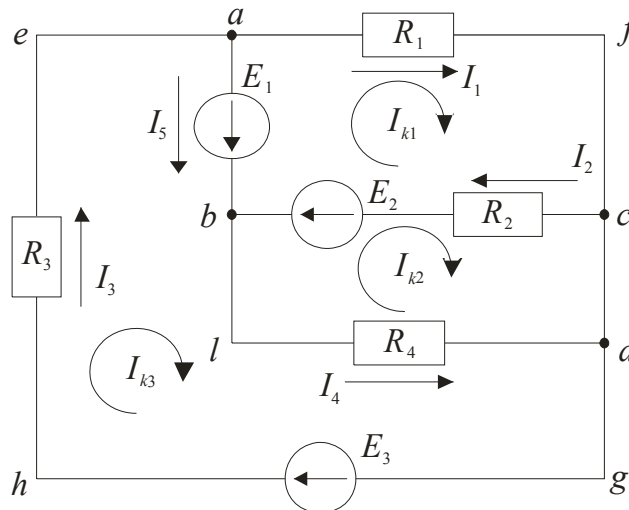 e a R1 f
E1 I1
I5 Ik1
I2
b E2 R2 c
R3 I3 Ik2
l R4 d
Ik3 I4
E3
h g